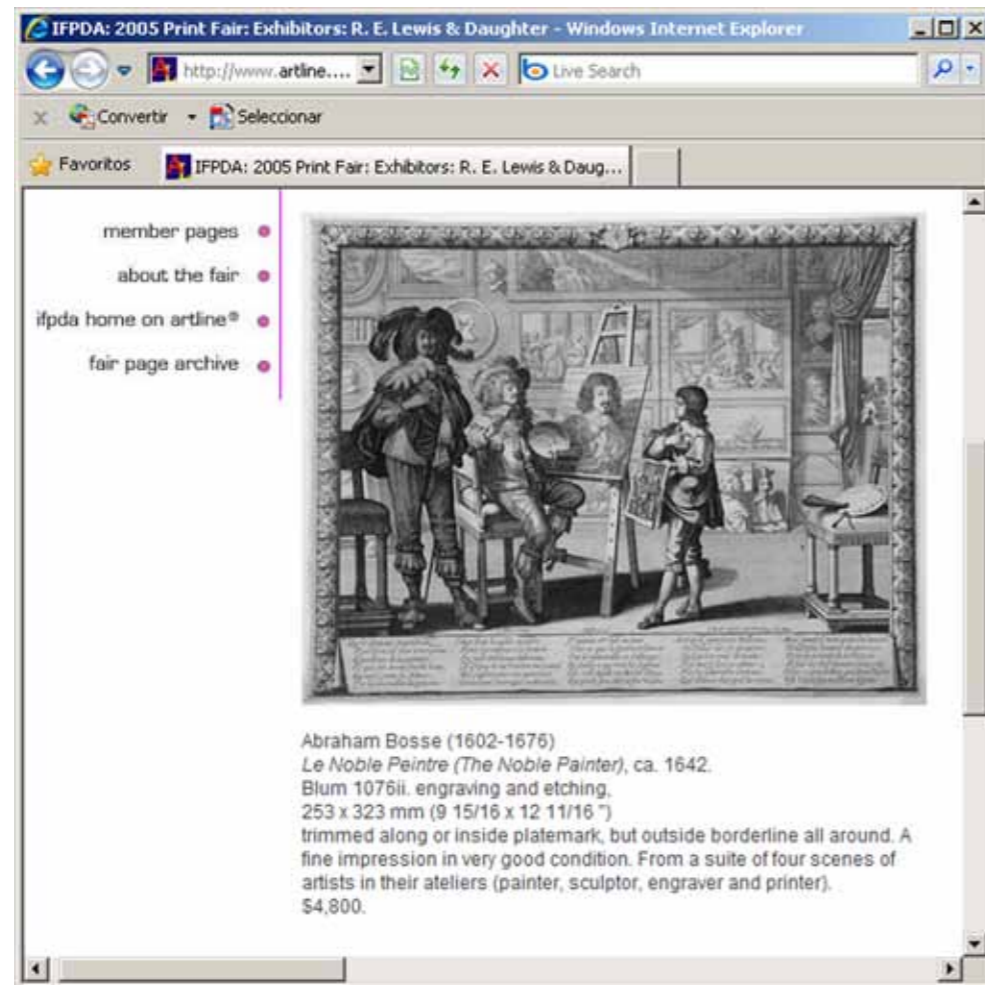 IFPDA: 2005 Print Fair: Exhibitors: R. E. Lewis & Daughter - Windows Internet Explorer
http://www.artline....
Live Search
x Convertir Seleccionar
Favoritos
IFPDA: 2005 Print Fair: Exhibitors: R. E. Lewis & Daug...
member pages
about the fair
ifpda home on artline®
fair page archive
Abraham Bosse (1602-1676)
Le Noble Peintre (The Noble Painter), ca. 1642.
Blum 1076ii. engraving and etching,
253 x 323 mm (9 15/16 x 12 11/16 ")
trimmed along or inside platemark, but outside borderline all around. A
fine impression in very good condition. From a suite of four scenes of
artists in their ateliers (painter, sculptor, engraver and printer).
$4,800.